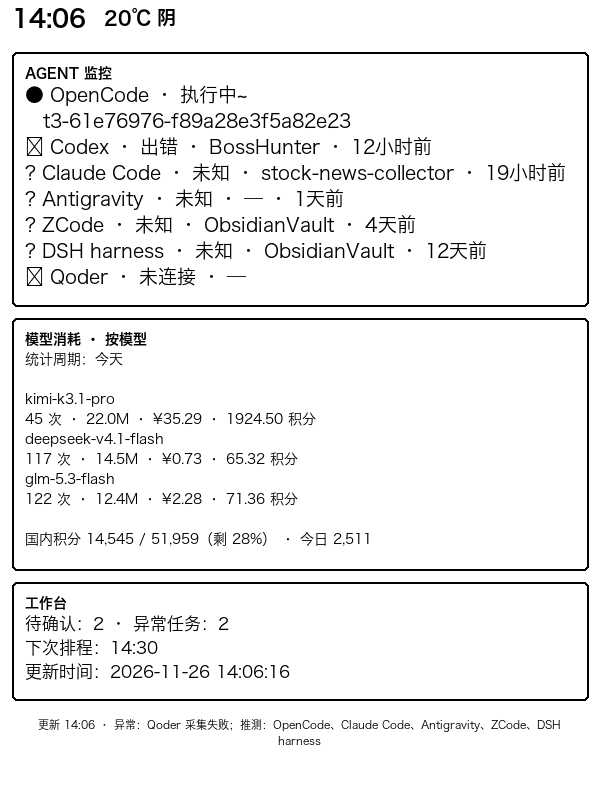 14:06 20℃ 阴
AGENT 监控
● OpenCode · 执行中~
t3-61e76976-f89a28e3f5a82e23
☒ Codex · 出错 · BossHunter · 12小时前
? Claude Code · 未知 · stock-news-collector · 19小时前
? Antigravity · 未知 · — · 1天前
? ZCode · 未知 · ObsidianVault · 4天前
? DSH harness · 未知 · ObsidianVault · 12天前
☒ Qoder · 未连接 · —
模型消耗 · 按模型
统计周期：今天
kimi-k3.1-pro
45 次 · 22.0M · ¥35.29 · 1924.50 积分
deepseek-v4.1-flash
117 次 · 14.5M · ¥0.73 · 65.32 积分
glm-5.3-flash
122 次 · 12.4M · ¥2.28 · 71.36 积分
国内积分 14,545 / 51,959（剩 28%） · 今日 2,511
工作台
待确认：2 · 异常任务：2
下次排程：14:30
更新时间：2026-11-26 14:06:16
更新 14:06 · 异常：Qoder 采集失败；推测：OpenCode、Claude Code、Antigravity、ZCode、DSH
harness